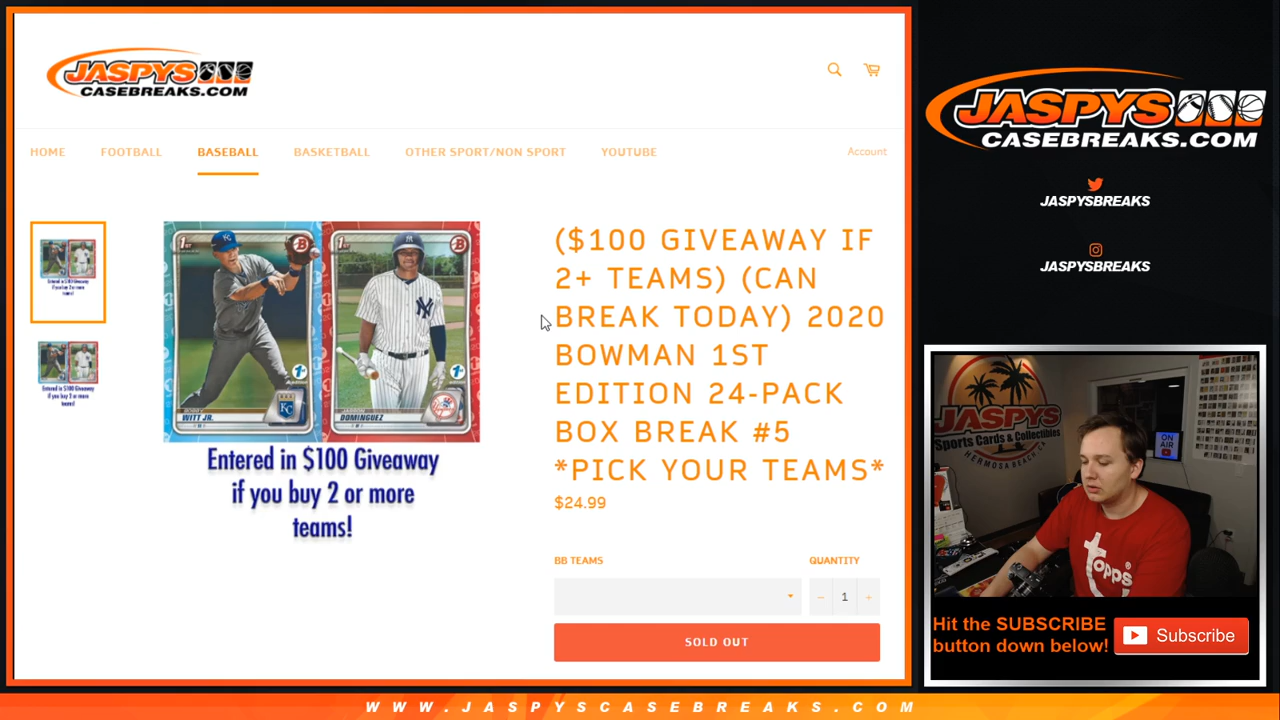 JASPYS
CASEBREAKS.COM
HOME
FOOTBALL
BASEBALL
BASKETBALL
OTHER SPORT/NON SPORT
YOUTUBE
Account
1st
1st
WITT JR.
DOMINGUEZ
Entered in $100 Giveaway
if you buy 2 or more
teams!
($100 GIVEAWAY IF
2+ TEAMS) (CAN
BREAK TODAY) 2020
BOWMAN 1ST
EDITION 24-PACK
BOX BREAK #5
*PICK YOUR TEAMS*
$24.99
BB TEAMS
QUANTITY
− 1 +
SOLD OUT
JASPYS
CASEBREAKS.COM
JASPYSBREAKS
JASPYSBREAKS
JASPYS
Sports Cards & Collectibles
HERMOSA BEACH, CA
ON
AIR
topps
Hit the SUBSCRIBE
button down below!
Subscribe
WWW.JASPYSCASEBREAKS.COM